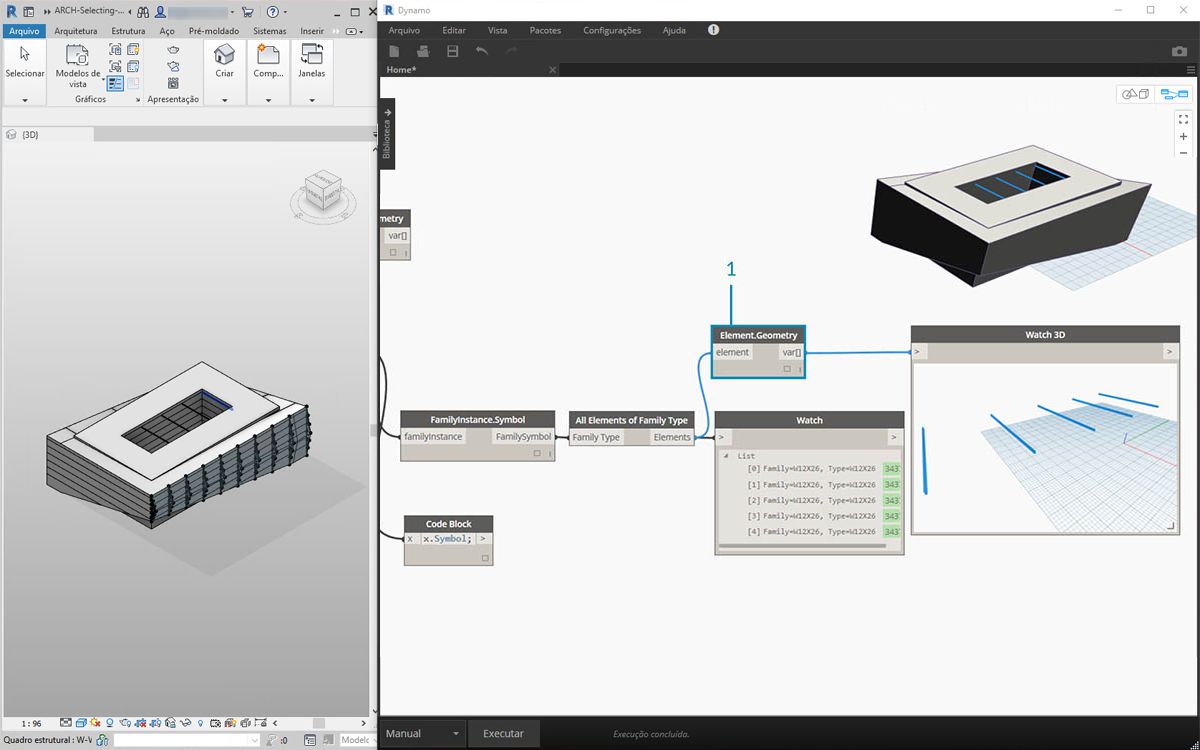 ARCH-Selecting-...
Arquivo Arquitetura Estrutura Aço Pré-moldado Sistemas Inserir
Selecionar
Modelos de
vista
Criar
Comp...
Janelas
Gráficos
Apresentação
{3D}
1 : 96
Quadro estrutural : W-V
:0
Modelo
Dynamo
Arquivo Editar Vista Pacotes Configurações Ajuda
Home*
Biblioteca
metry
var[]
1
Element.Geometry
element var[]
Watch 3D
> >
FamilyInstance.Symbol
familyInstance FamilySymbol
All Elements of Family Type
Family Type Elements
Watch
> >
List
[0] Family=W12X26, Type=W12X26 343
[1] Family=W12X26, Type=W12X26 343
[2] Family=W12X26, Type=W12X26 343
[3] Family=W12X26, Type=W12X26 343
[4] Family=W12X26, Type=W12X26 343
Code Block
x x.Symbol; >
Manual
Executar
Execução concluída.